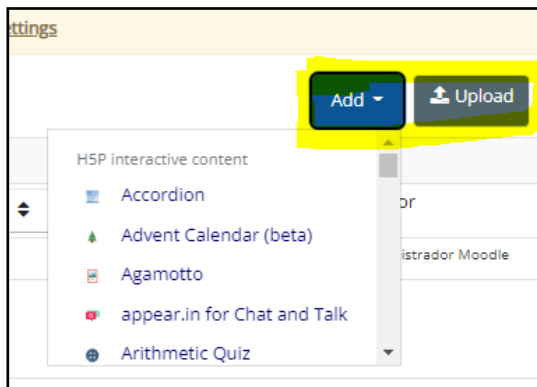 ttings
Add
Upload
H5P interactive content
Accordion
or
Advent Calendar (beta)
istrador Moodle
Agamotto
appear.in for Chat and Talk
Arithmetic Quiz